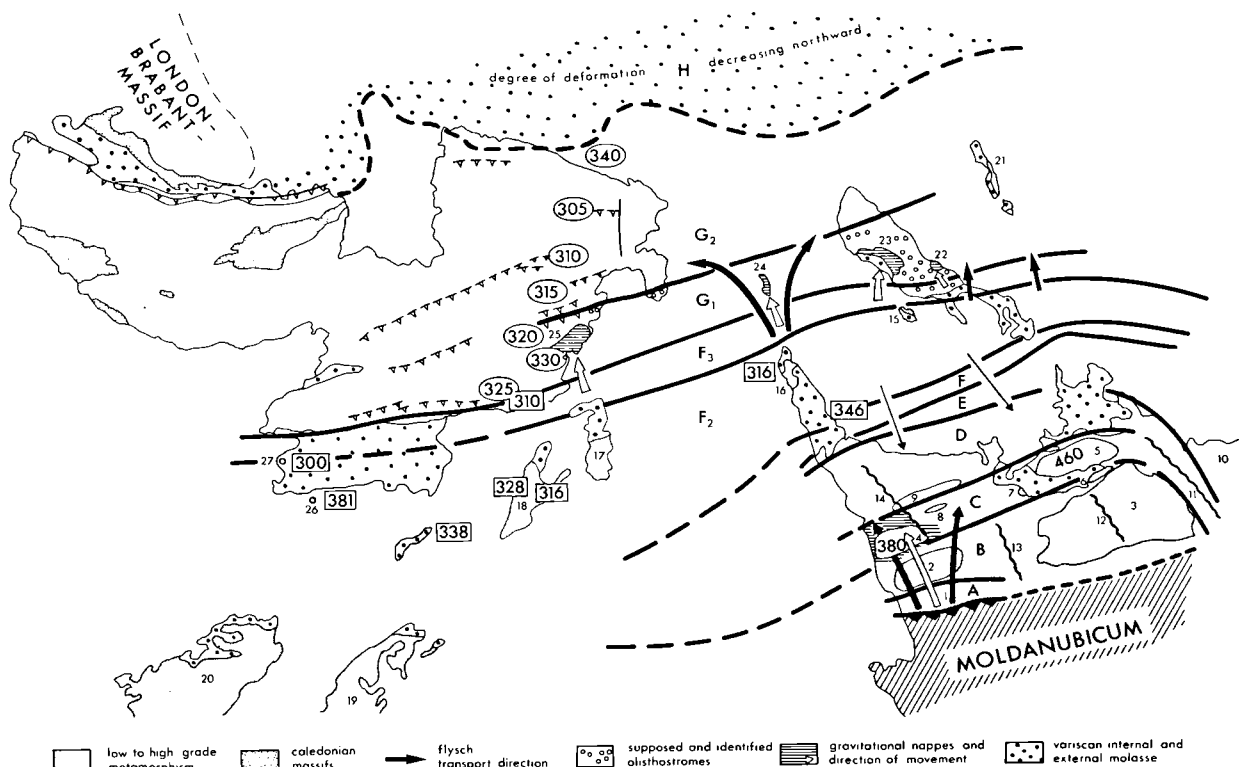 LONDON-
BRABANT-
MASSIF
degree of deformation H decreasing northward
340
305
21
G2
310
23
22
24
315
G1
15
320
25
330
F3
316
16
325
310
346
F
E
F2
D
17
27
300
460
5
10
328
316
18
381
26
14
9
7
6
11
C
8
12
3
338
4
380
B
13
2
A
1
MOLDANUBICUM
20
19
low to high grade
metamorphism
caledonian
massifs
flysch
transport direction
supposed and identified
olisthostromes
gravitational nappes and
direction of movement
variscan internal and
external molasse